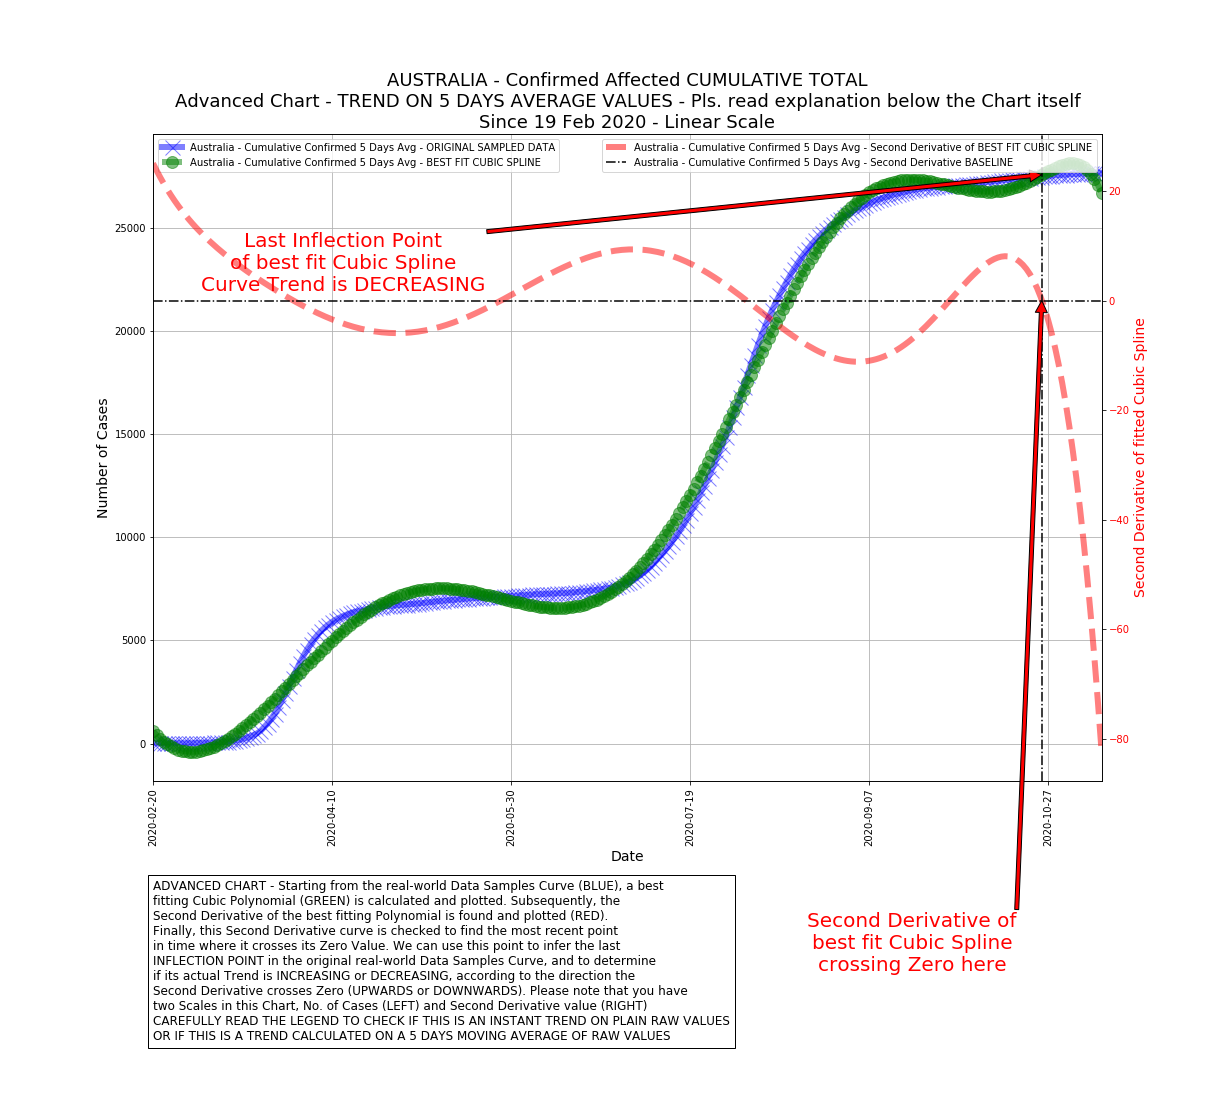 AUSTRALIA - Confirmed Affected CUMULATIVE TOTAL
Advanced Chart - TREND ON 5 DAYS AVERAGE VALUES - Pls. read explanation below the Chart itself
Since 19 Feb 2020 - Linear Scale
Australia - Cumulative Confirmed 5 Days Avg - ORIGINAL SAMPLED DATA
Australia - Cumulative Confirmed 5 Days Avg - BEST FIT CUBIC SPLINE
Australia - Cumulative Confirmed 5 Days Avg - Second Derivative of BEST FIT CUBIC SPLINE
Australia - Cumulative Confirmed 5 Days Avg - Second Derivative BASELINE
Last Inflection Point
of best fit Cubic Spline
Curve Trend is DECREASING
Number of Cases
25000
20000
15000
10000
5000
0
20
0
−20
−40
−60
−80
Second Derivative of fitted Cubic Spline
2020-02-20
2020-04-10
2020-05-30
2020-07-19
2020-09-07
2020-10-27
Date
Second Derivative of
best fit Cubic Spline
crossing Zero here
ADVANCED CHART - Starting from the real-world Data Samples Curve (BLUE), a best
fitting Cubic Polynomial (GREEN) is calculated and plotted. Subsequently, the
Second Derivative of the best fitting Polynomial is found and plotted (RED).
Finally, this Second Derivative curve is checked to find the most recent point
in time where it crosses its Zero Value. We can use this point to infer the last
INFLECTION POINT in the original real-world Data Samples Curve, and to determine
if its actual Trend is INCREASING or DECREASING, according to the direction the
Second Derivative crosses Zero (UPWARDS or DOWNWARDS). Please note that you have
two Scales in this Chart, No. of Cases (LEFT) and Second Derivative value (RIGHT)
CAREFULLY READ THE LEGEND TO CHECK IF THIS IS AN INSTANT TREND ON PLAIN RAW VALUES
OR IF THIS IS A TREND CALCULATED ON A 5 DAYS MOVING AVERAGE OF RAW VALUES